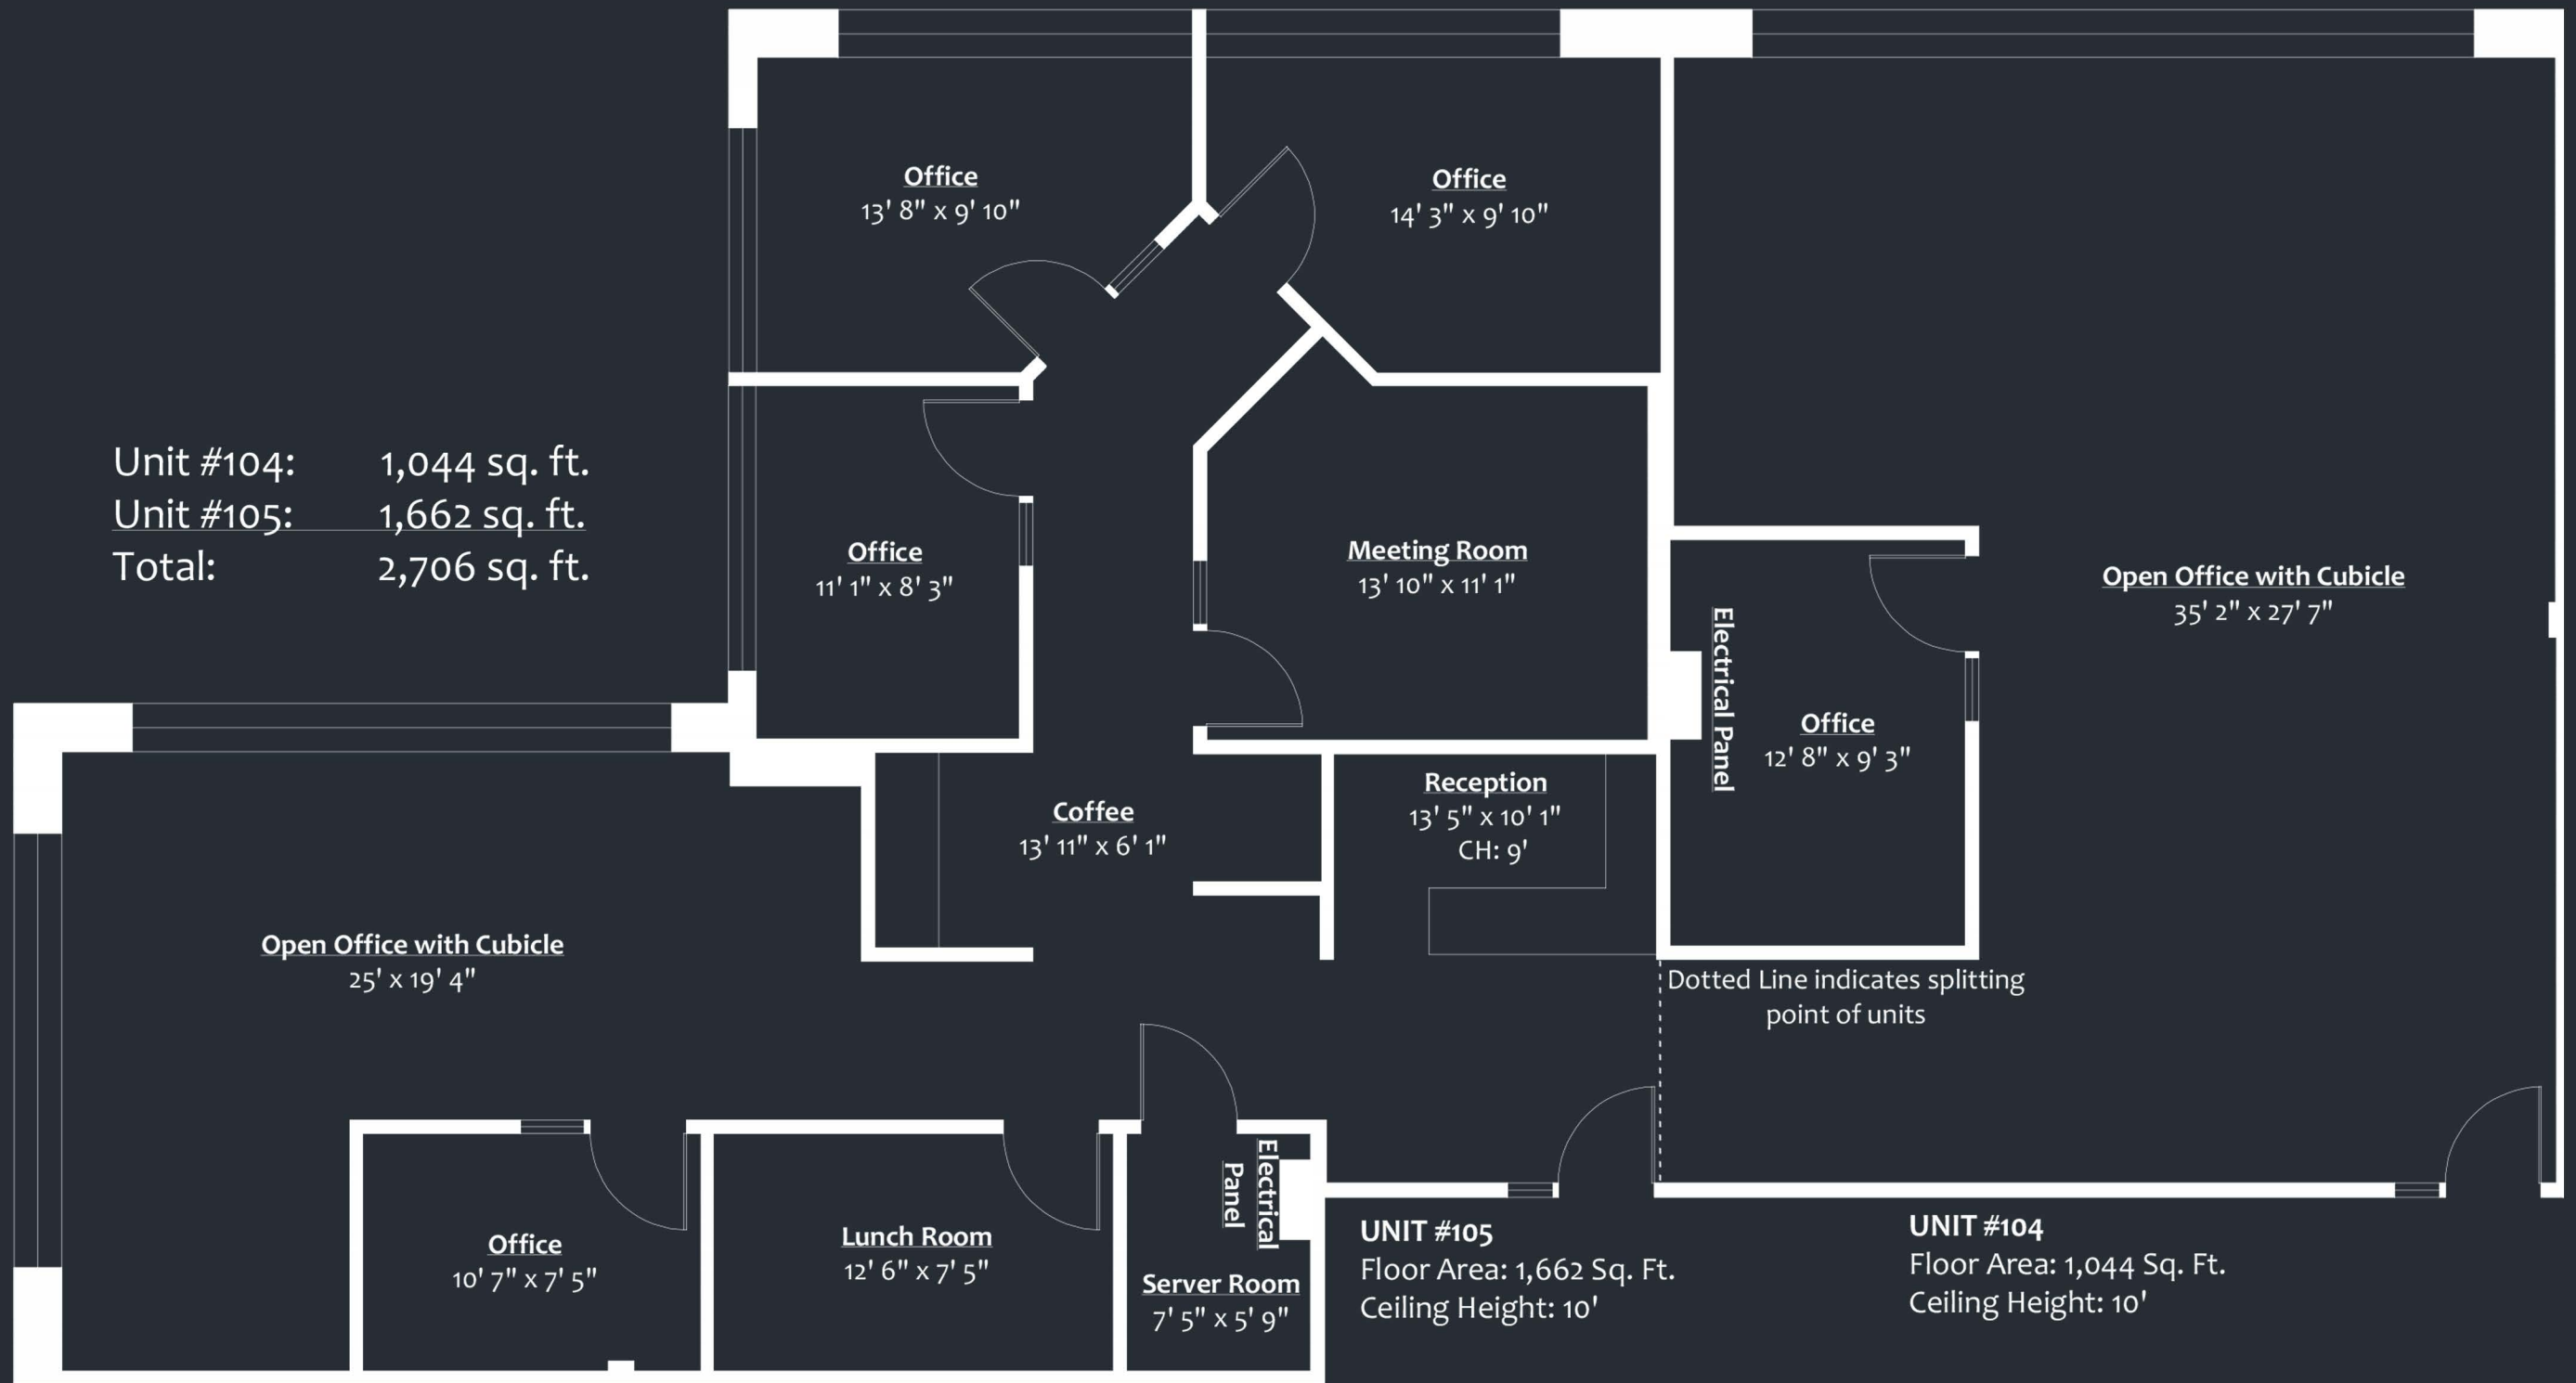 Office
13' 8" x 9' 10"
Office
14' 3" x 9' 10"
Unit #104: 1,044 sq. ft.
Unit #105: 1,662 sq. ft.
Total: 2,706 sq. ft.
Office
11' 1" x 8' 3"
Meeting Room
13' 10" x 11' 1"
Open Office with Cubicle
35' 2" x 27' 7"
Electrical Panel
Office
12' 8" x 9' 3"
Coffee
13' 11" x 6' 1"
Reception
13' 5" x 10' 1"
CH: 9'
Open Office with Cubicle
25' x 19' 4"
Dotted Line indicates splitting
point of units
Office
10' 7" x 7' 5"
Lunch Room
12' 6" x 7' 5"
Electrical
Panel
Server Room
7' 5" x 5' 9"
UNIT #105
Floor Area: 1,662 Sq. Ft.
Ceiling Height: 10'
UNIT #104
Floor Area: 1,044 Sq. Ft.
Ceiling Height: 10'